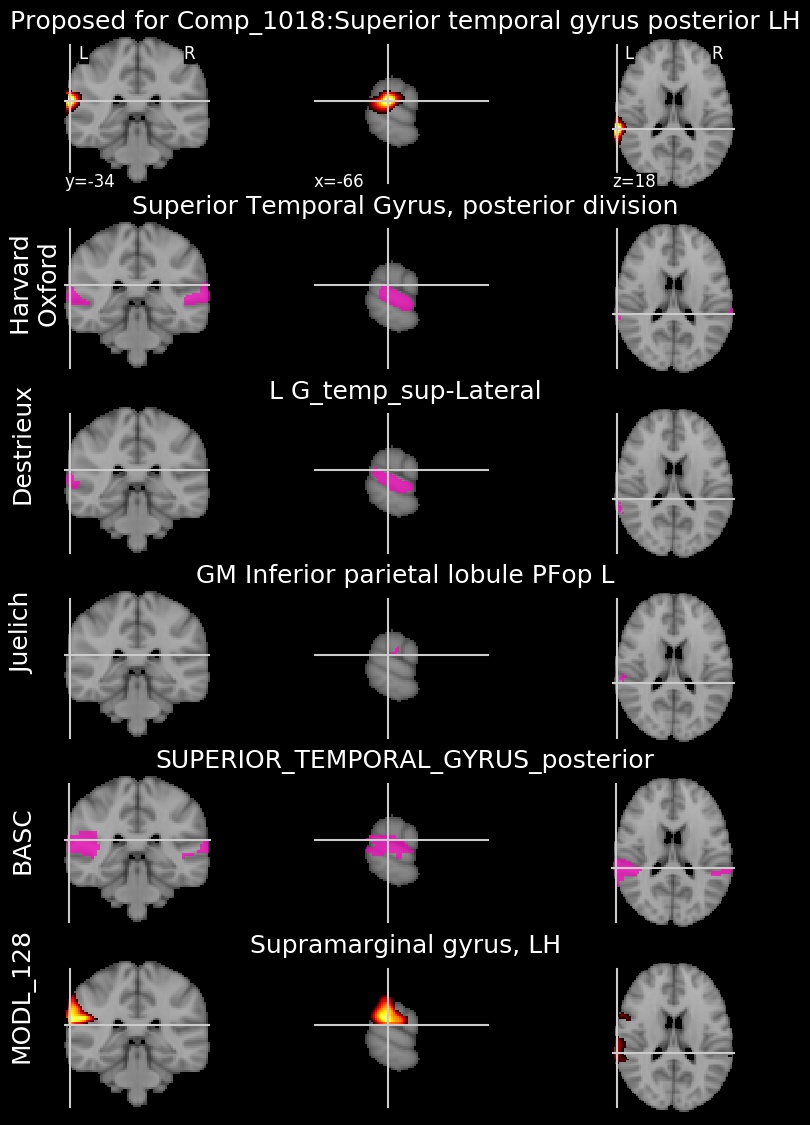 Proposed for Comp_1018:Superior temporal gyrus posterior LH
L R L R
y=-34 x=-66 z=18
Superior Temporal Gyrus, posterior division
Harvard
Oxford
L G_temp_sup-Lateral
Destrieux
GM Inferior parietal lobule PFop L
Juelich
SUPERIOR_TEMPORAL_GYRUS_posterior
BASC
Supramarginal gyrus, LH
MODL_128